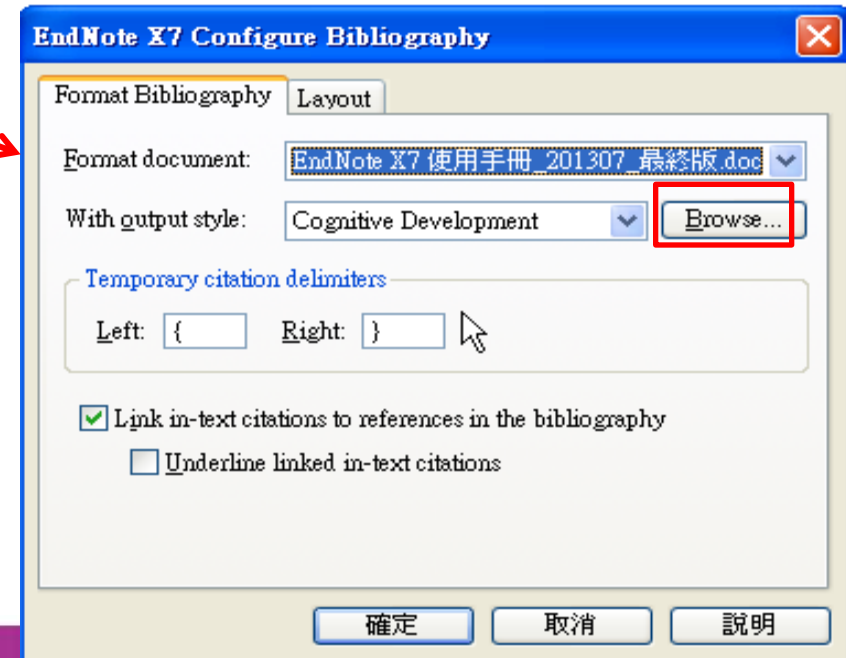 EndNote X7 Configure Bibliography
Format Bibliography Layout
Format document: EndNote X7 使用手冊_201307_最終版.doc
With output style: Cognitive Development Browse...
Temporary citation delimiters
Left: { Right: }
Link in-text citations to references in the bibliography
Underline linked in-text citations
確定 取消 說明